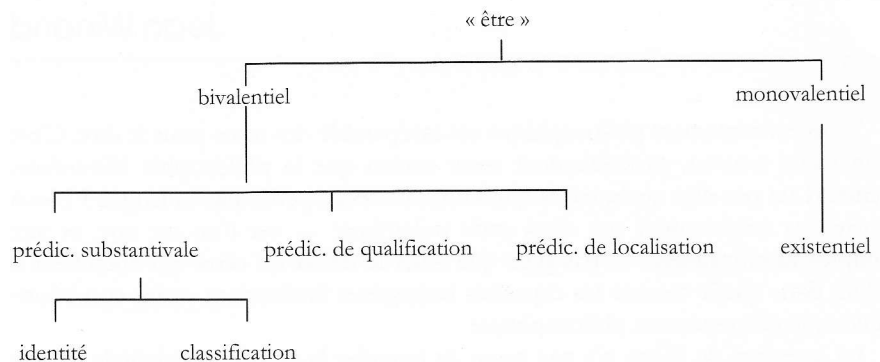 « être »
bivalentiel monovalentiel
prédic. substantivale prédic. de qualification prédic. de localisation existentiel
identité classification